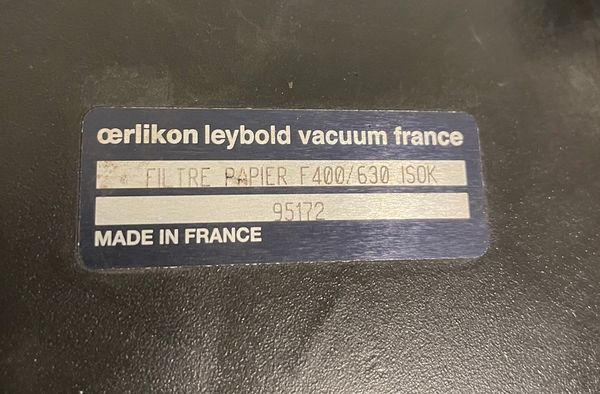 œrlikon leybold vacuum france
FILTRE PAPIER F400/630 ISOK
95172
MADE IN FRANCE